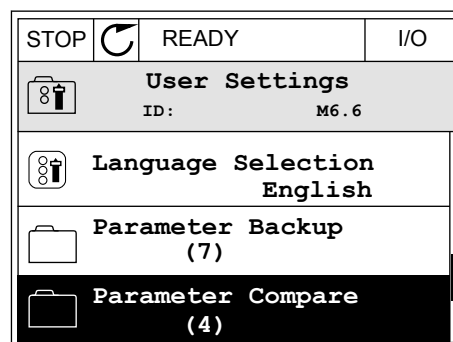 STOP READY I/O
User Settings
ID: M6.6
Language Selection
English
Parameter Backup
(7)
Parameter Compare
(4)